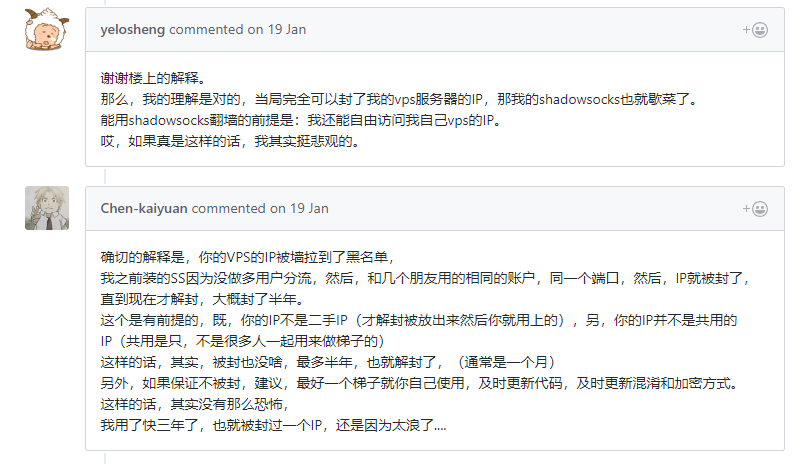 yelosheng commented on 19 Jan
谢谢楼上的解释。
那么，我的理解是对的，当局完全可以封了我的vps服务器的IP，那我的shadowsocks也就歇菜了。
能用shadowsocks翻墙的前提是：我还能自由访问我自己vps的IP。
哎，如果真是这样的话，我其实挺悲观的。
Chen-kaiyuan commented on 19 Jan
确切的解释是，你的VPS的IP被墙拉到了黑名单，
我之前装的SS因为没做多用户分流，然后，和几个朋友用的相同的账户，同一个端口，然后，IP就被封了，
直到现在才解封，大概封了半年。
这个是有前提的，既，你的IP不是二手IP（才解封被放出来然后你就用上的），另，你的IP并不是共用的
IP（共用是只，不是很多人一起用来做梯子的）
这样的话，其实，被封也没啥，最多半年，也就解封了，（通常是一个月）
另外，如果保证不被封，建议，最好一个梯子就你自己使用，及时更新代码，及时更新混淆和加密方式。
这样的话，其实没有那么恐怖，
我用了快三年了，也就被封过一个IP，还是因为太浪了....